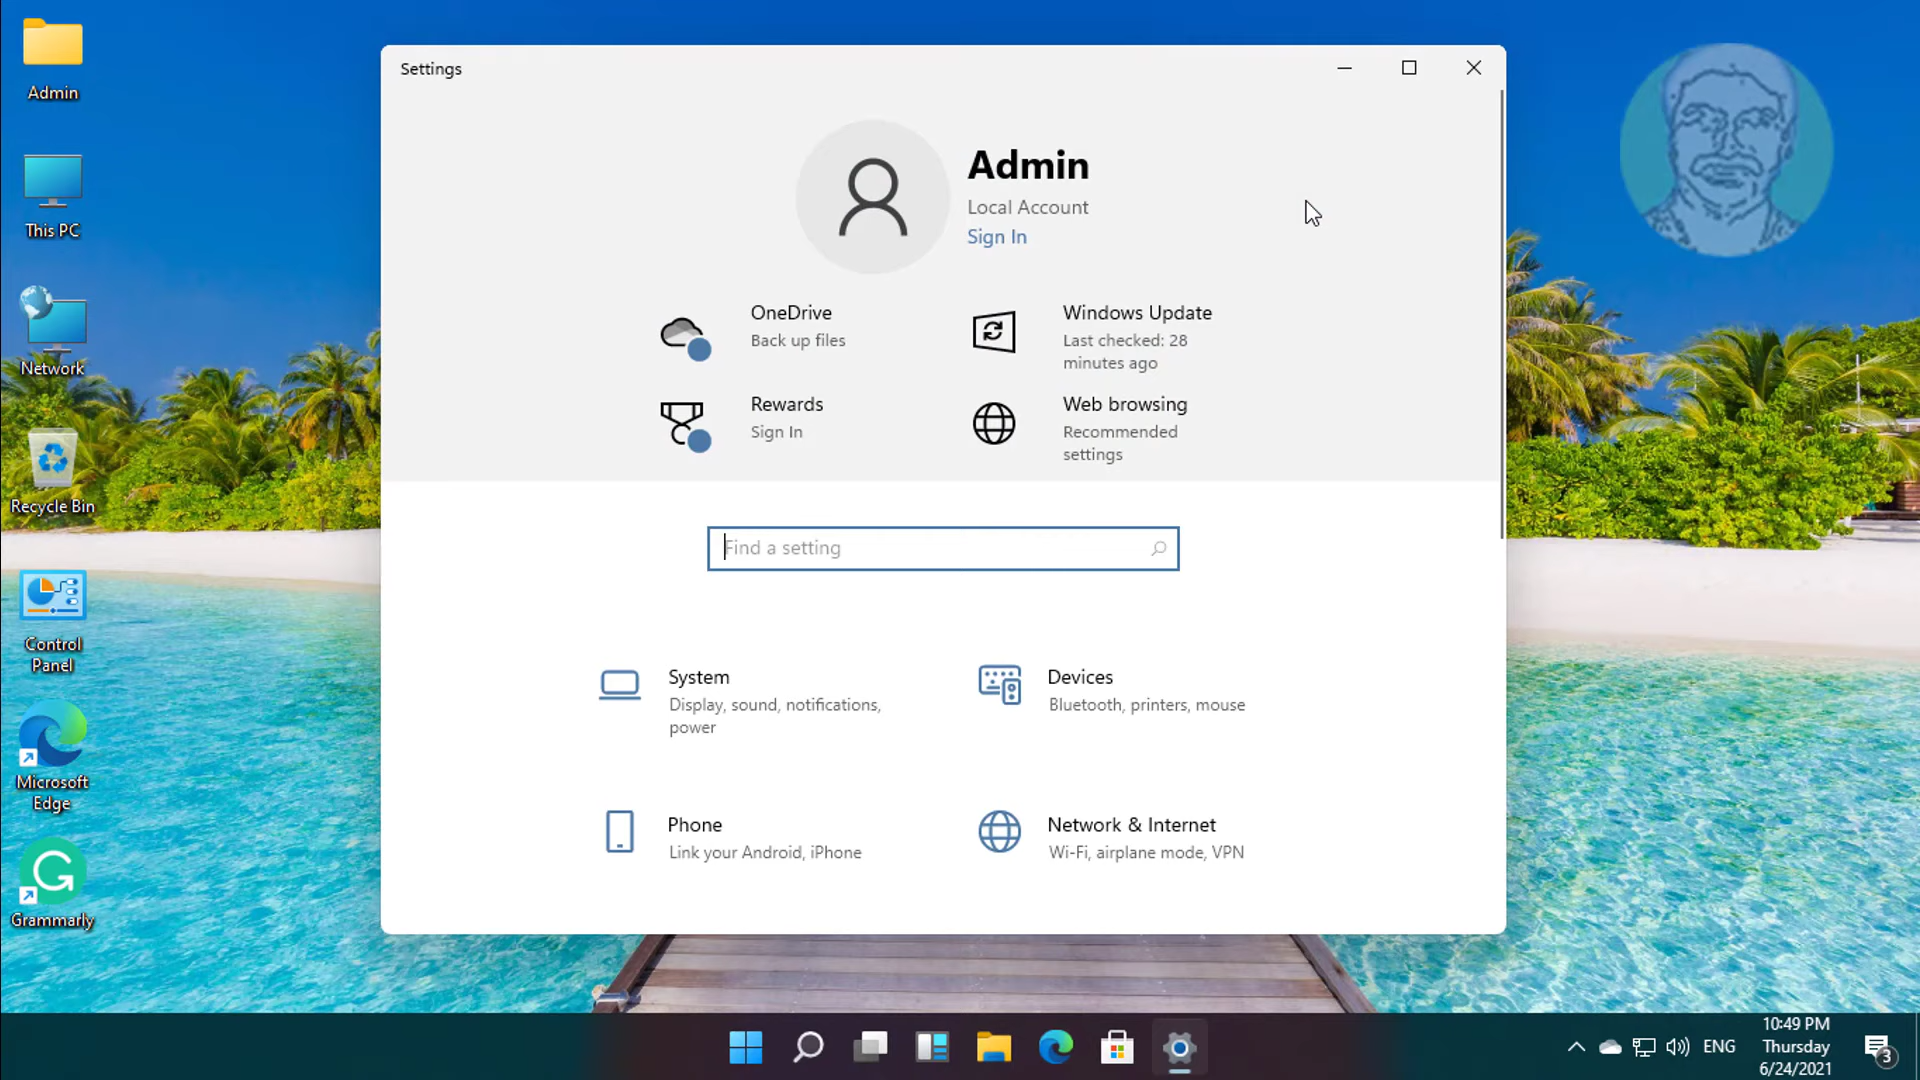 Admin
This PC
Network
Recycle Bin
Control
Panel
Microsoft
Edge
Grammarly
Settings
Admin
Local Account
Sign In
OneDrive
Back up files
Windows Update
Last checked: 28
minutes ago
Rewards
Sign In
Web browsing
Recommended
settings
Find a setting
System
Display, sound, notifications,
power
Devices
Bluetooth, printers, mouse
Phone
Link your Android, iPhone
Network & Internet
Wi-Fi, airplane mode, VPN
ENG
10:49 PM
Thursday
6/24/2021
3